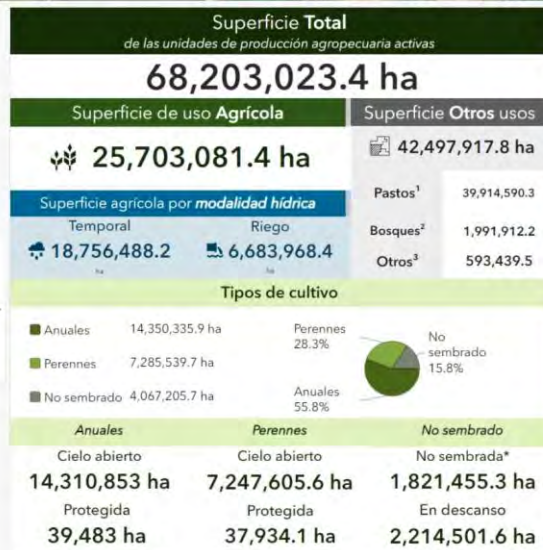 Superficie Total
de las unidades de producción agropecuaria activas
68,203,023.4 ha
Superficie de uso Agrícola
25,703,081.4 ha
Superficie Otros usos
42,497,917.8 ha
Pastos¹ 39,914,590.3
Bosques² 1,991,912.2
Otros³ 593,439.5
Superficie agrícola por modalidad hídrica
Temporal
18,756,488.2
ha
Riego
6,683,968.4
ha
Tipos de cultivo
Anuales 14,350,335.9 ha
Perennes 7,285,539.7 ha
No sembrado 4,067,205.7 ha
Perennes
28.3%
No
sembrado
15.8%
Anuales
55.8%
Anuales
Cielo abierto
14,310,853 ha
Protegida
39,483 ha
Perennes
Cielo abierto
7,247,605.6 ha
Protegida
37,934.1 ha
No sembrado
No sembrada*
1,821,455.3 ha
En descanso
2,214,501.6 ha